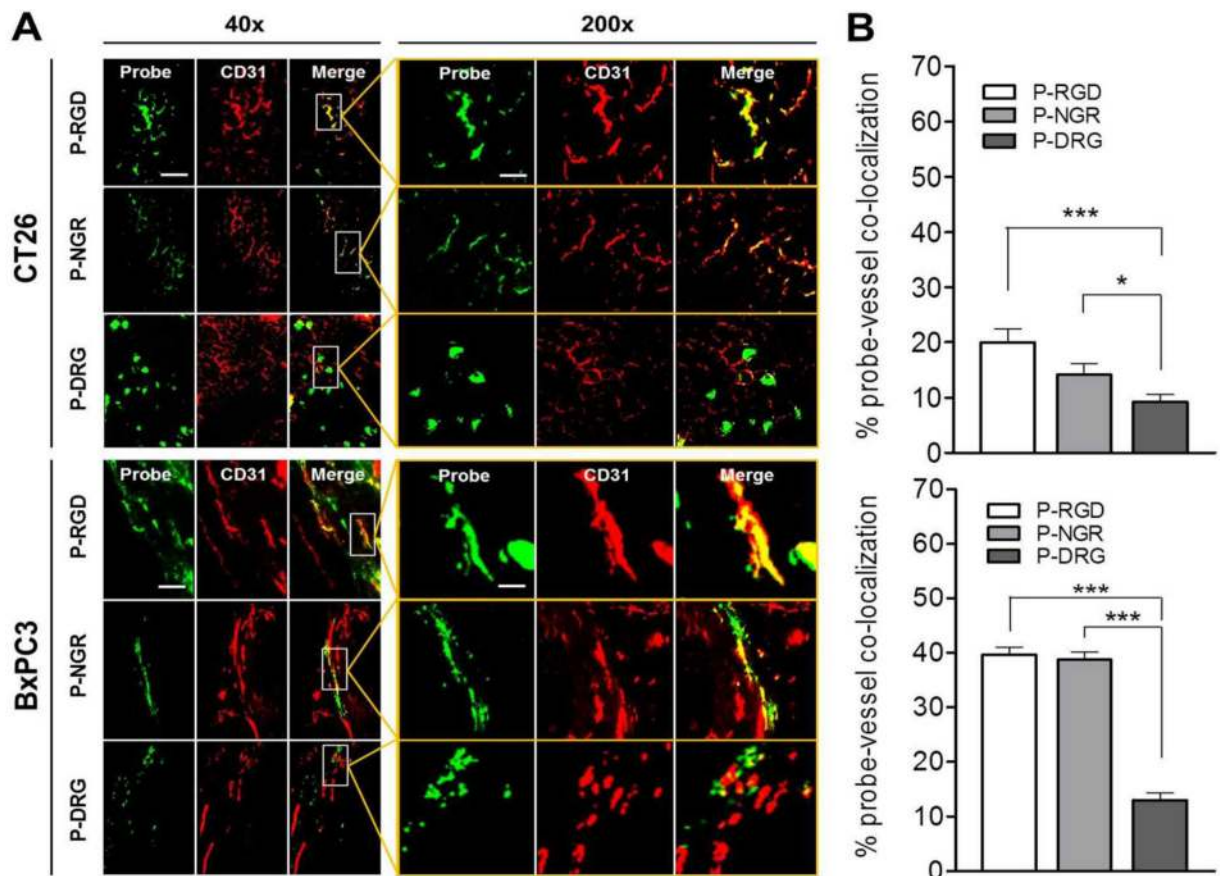 A
40x
200x
CT26
Probe CD31 Merge Probe CD31 Merge
P-RGD
P-NGR
P-DRG
BxPC3
Probe CD31 Merge Probe CD31 Merge
P-RGD
P-NGR
P-DRG
B
% probe-vessel co-localization
70
60
50
40
30
20
10
0
P-RGD
P-NGR
P-DRG
***
*
% probe-vessel co-localization
70
60
50
40
30
20
10
0
P-RGD
P-NGR
P-DRG
***
***